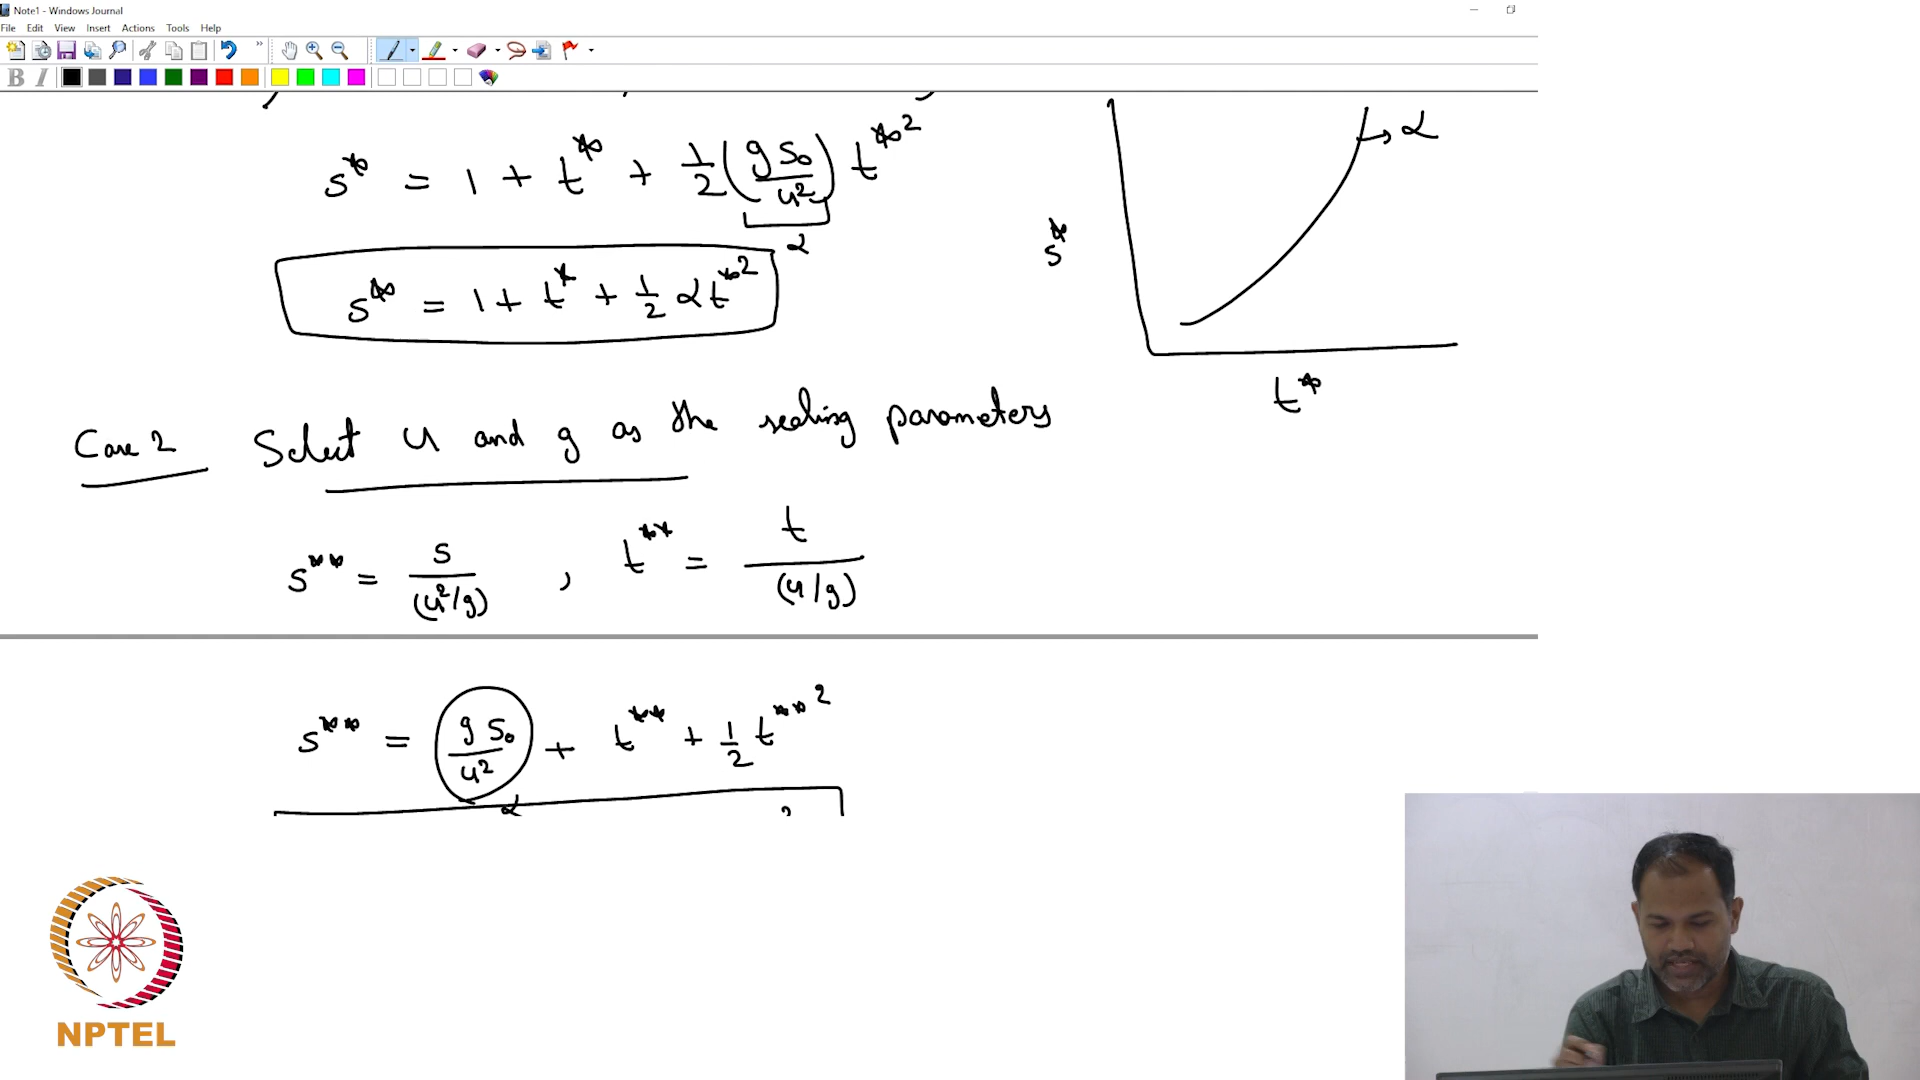 Note1 - Windows Journal
File Edit View Insert Actions Tools Help
B I
s* = 1 + t* + 1/2 (g S₀/u²) t*²
α
s* = 1 + t* + 1/2 α t*²
s*
α
t*
Case 2 Select u and g as the scaling parameters
s** = s/(u²/g) , t** = t/(u/g)
s** = g S₀/u² + t** + 1/2 t**²
α 2
NPTEL